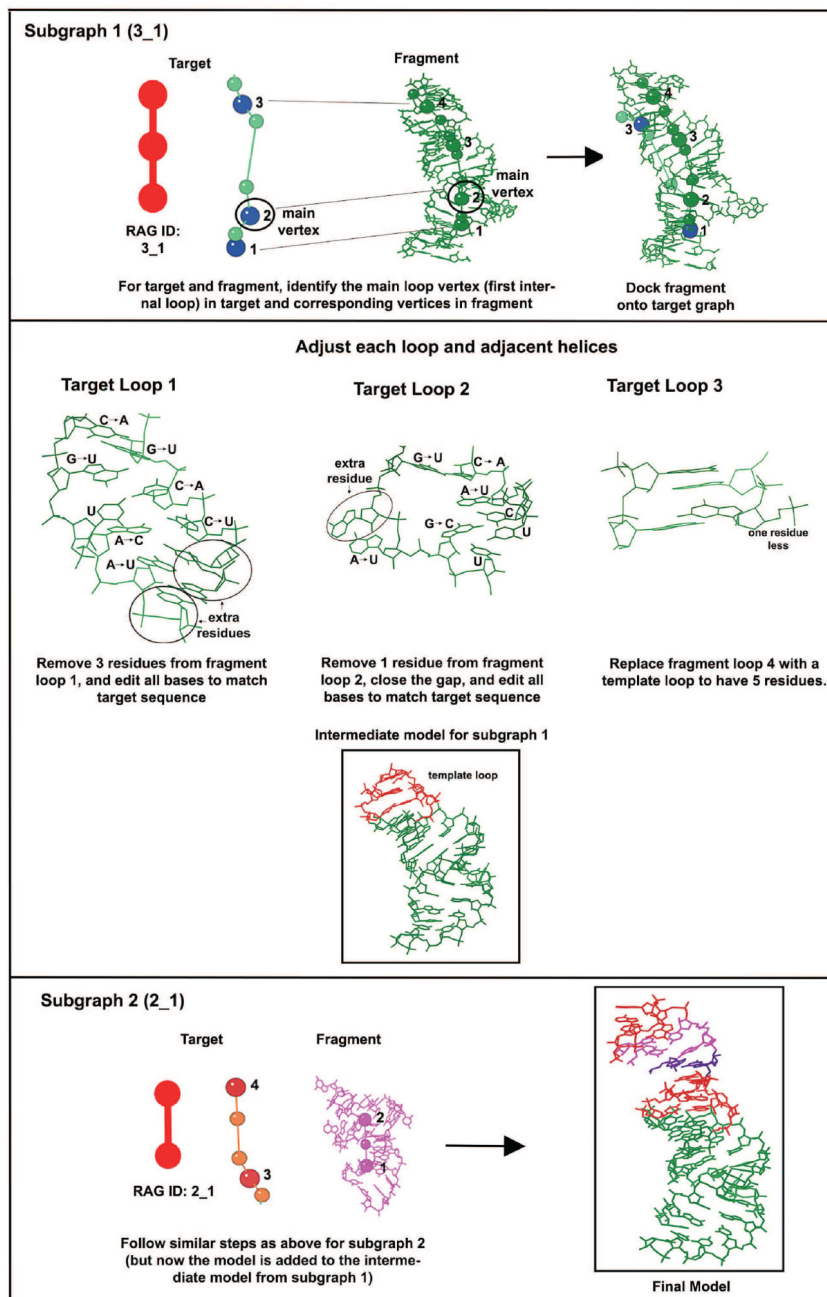 Subgraph 1 (3_1)
Target
Fragment
3
4
3
main
vertex
2
main
vertex
2
1
1
RAG ID:
3_1
4
3
3
2
1
For target and fragment, identify the main loop vertex (first inter-
nal loop) in target and corresponding vertices in fragment
Dock fragment
onto target graph
Adjust each loop and adjacent helices
Target Loop 1
Target Loop 2
Target Loop 3
C→A
G→U
G→U
C→A
U
C→U
A→C
A→U
extra
residues
extra
residue
G→U
C→A
A→U
C
G→C
U
A→U
U
one residue
less
Remove 3 residues from fragment
loop 1, and edit all bases to match
target sequence
Remove 1 residue from fragment
loop 2, close the gap, and edit all
bases to match target sequence
Replace fragment loop 4 with a
template loop to have 5 residues.
Intermediate model for subgraph 1
template loop
Subgraph 2 (2_1)
Target
Fragment
4
3
2
1
RAG ID: 2_1
Follow similar steps as above for subgraph 2
(but now the model is added to the interme-
diate model from subgraph 1)
Final Model